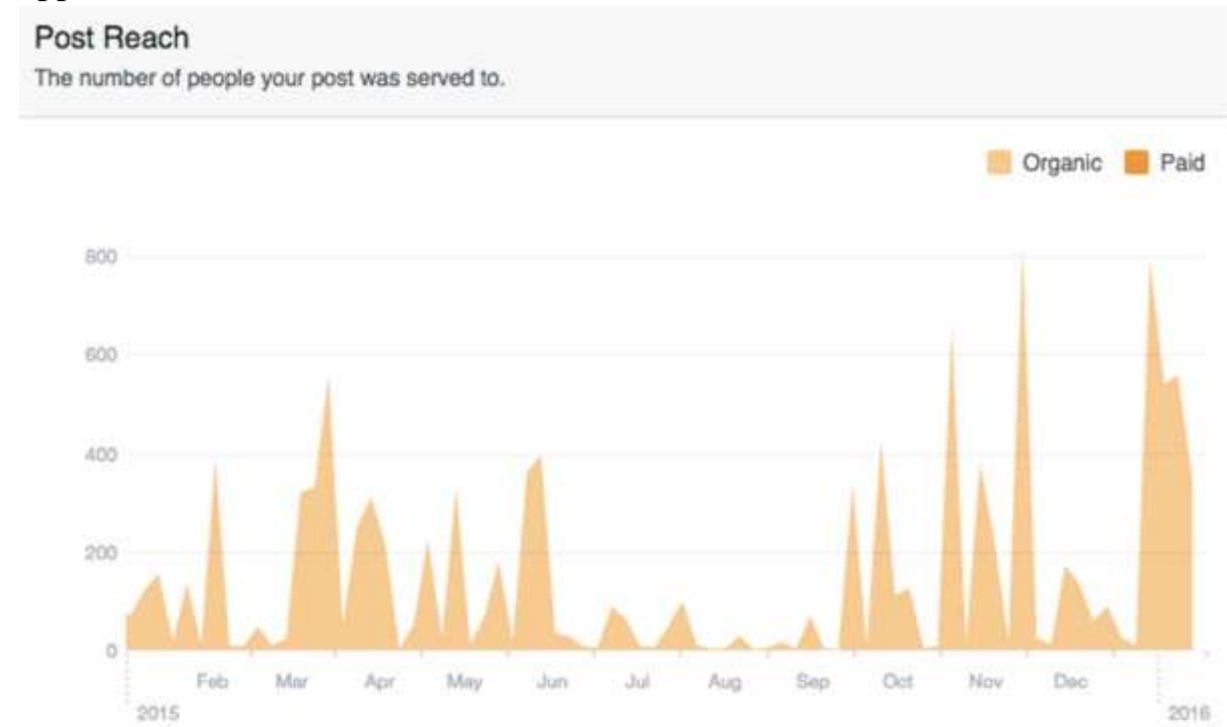 Post Reach
The number of people your post was served to.
Organic Paid
800
600
400
200
0
Feb Mar Apr May Jun Jul Aug Sep Oct Nov Dec
2015 2016